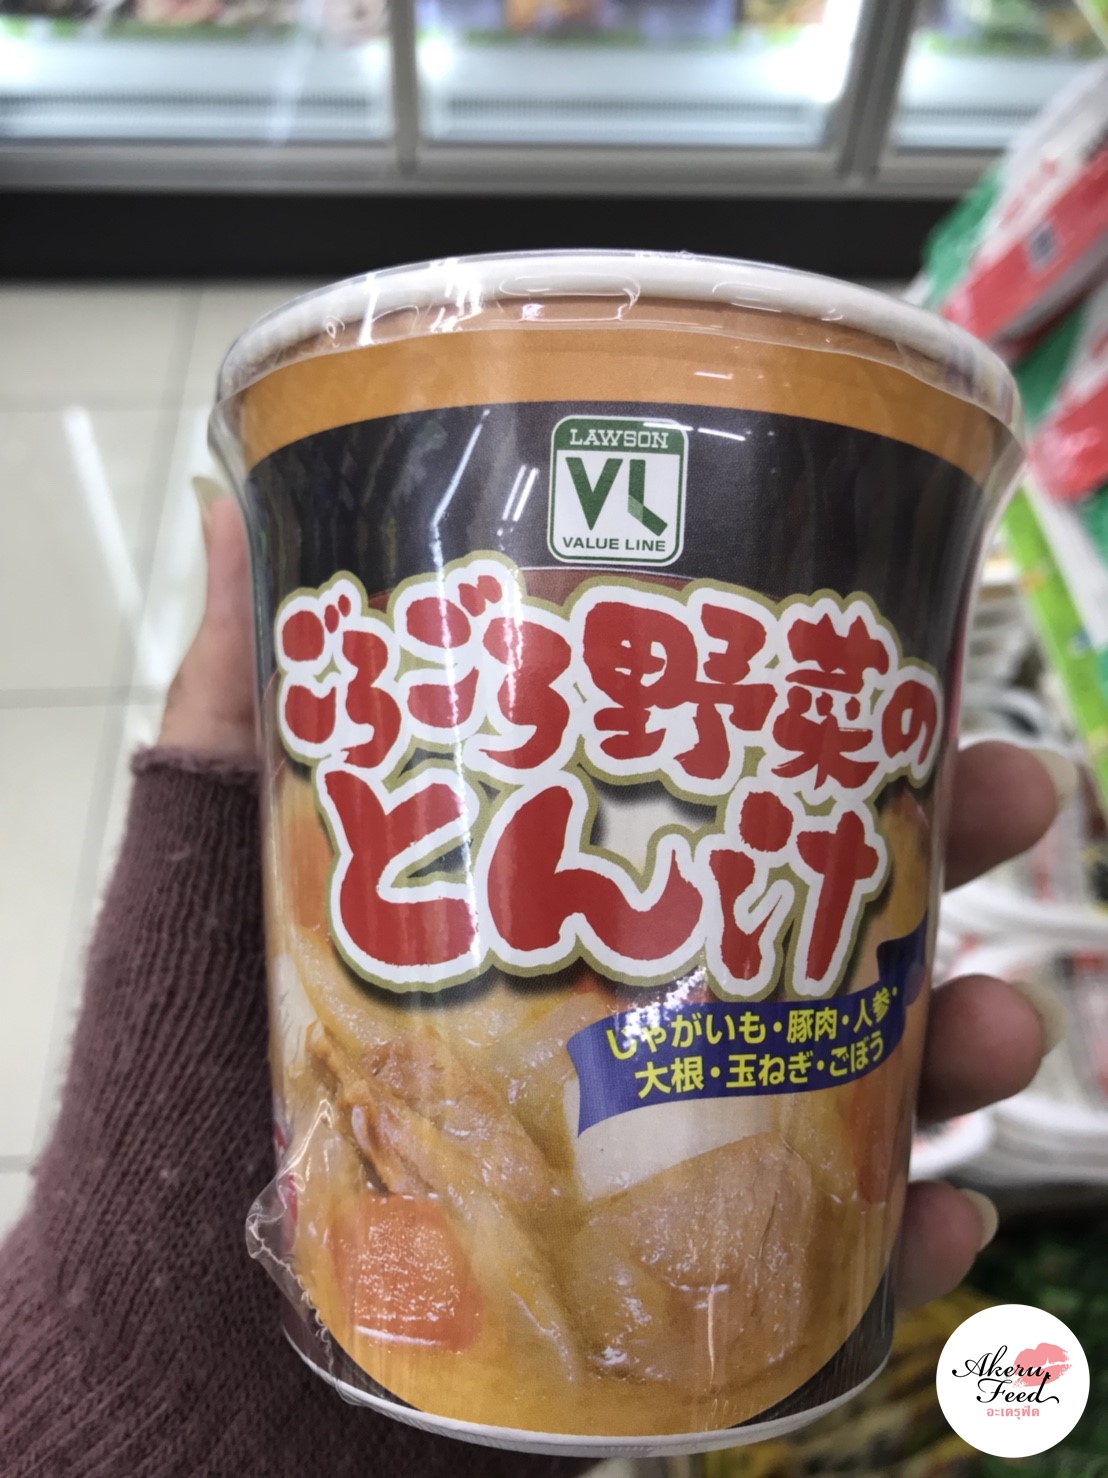 LAWSON
VL
VALUE LINE
ごろごろ野菜の
とん汁
じゃがいも・豚肉・人参・
大根・玉ねぎ・ごぼう
Akeru
Feed
อะเครุฟีด